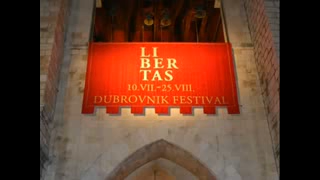 LI
BER
TAS
10.VII.-25.VIII.
DUBROVNIK FESTIVAL